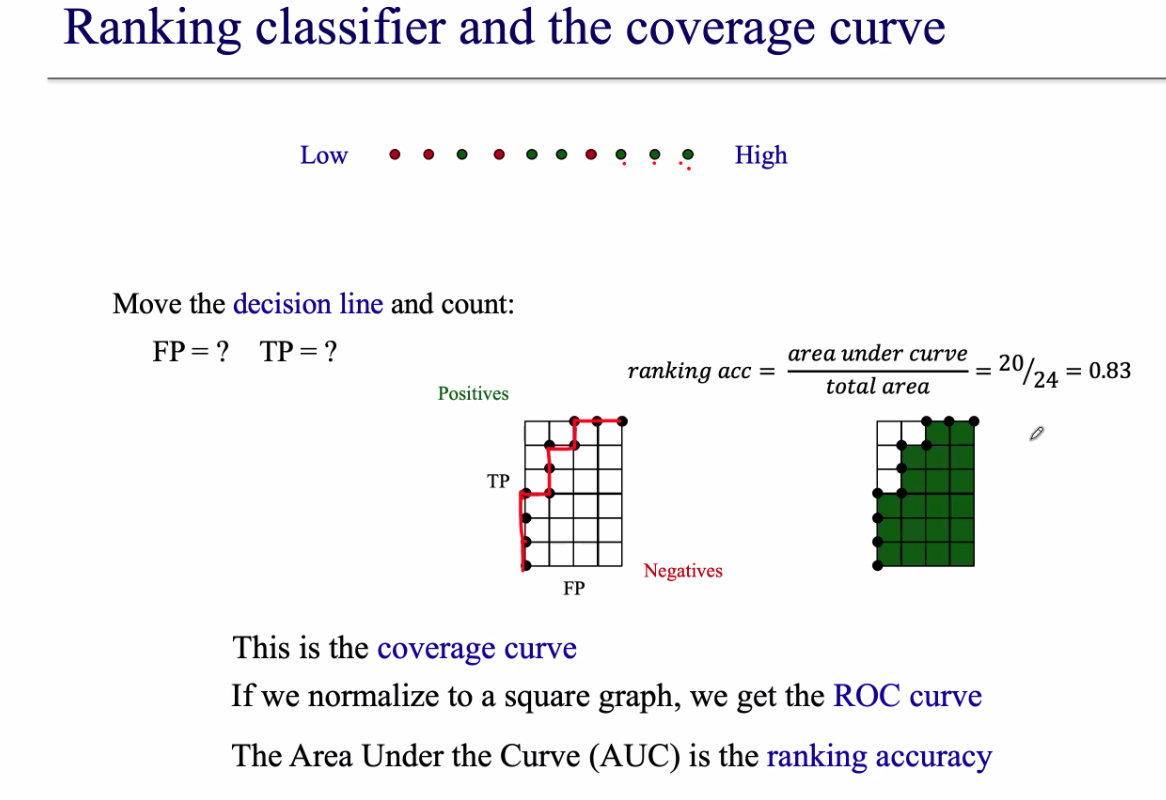 Ranking classifier and the coverage curve
Low High
Move the decision line and count:
FP = ? TP = ?
ranking acc = area under curve / total area = 20/24 = 0.83
Positives
TP
Negatives
FP
This is the coverage curve
If we normalize to a square graph, we get the ROC curve
The Area Under the Curve (AUC) is the ranking accuracy